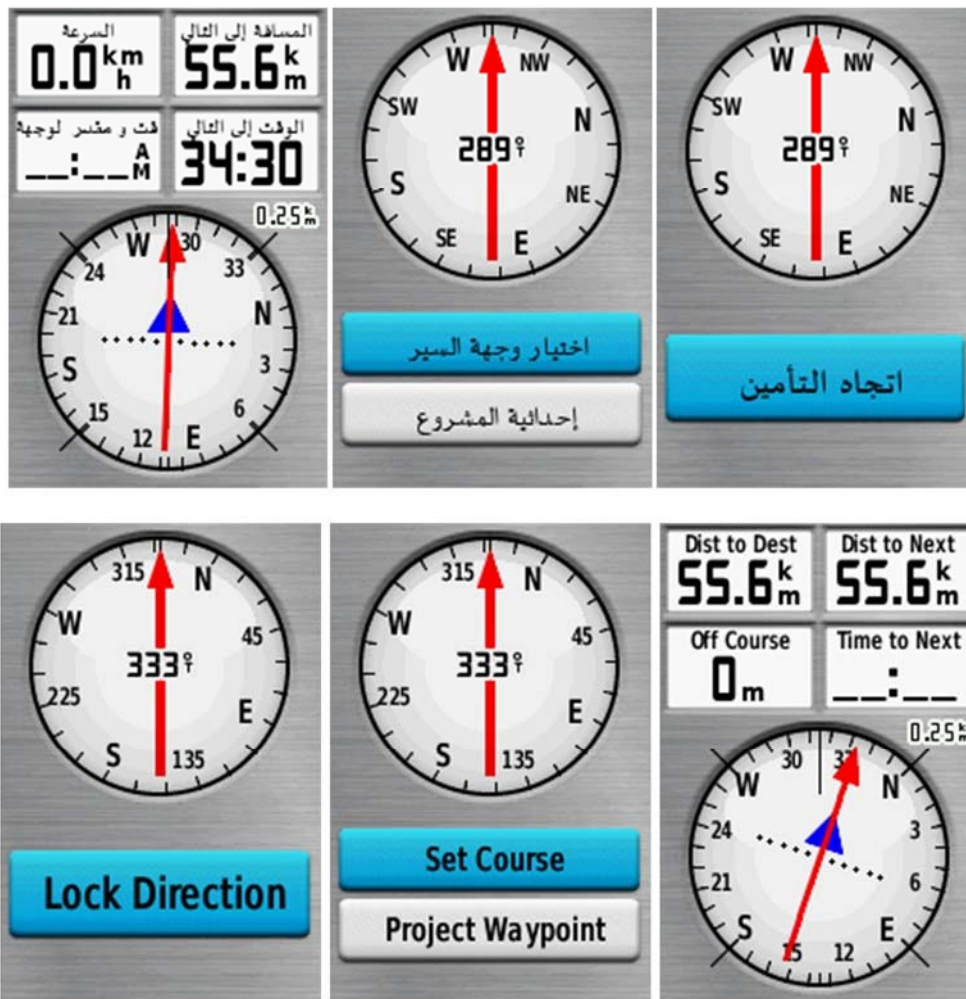 السرعة
0.0 km h
المسافة إلى التالي
55.6 km
لوجهة
__:__ AM
الوقت إلى التالي
34:30
0.25 km
W
30
24
33
21
N
S
3
15
6
12
E
W
NW
SW
N
289°T
S
NE
SE
E
اختيار وجهة السير
إحداثية المشروع
W
NW
SW
N
289°T
S
NE
SE
E
اتجاه التأمين
315
N
W
45
333°T
225
E
S
135
Lock Direction
315
N
W
45
333°T
225
E
S
135
Set Course
Project Waypoint
Dist to Dest
55.6 km
Dist to Next
55.6 km
Off Course
0 m
Time to Next
__:__
0.25 km
30
W
N
24
3
21
6
S
E
15
12